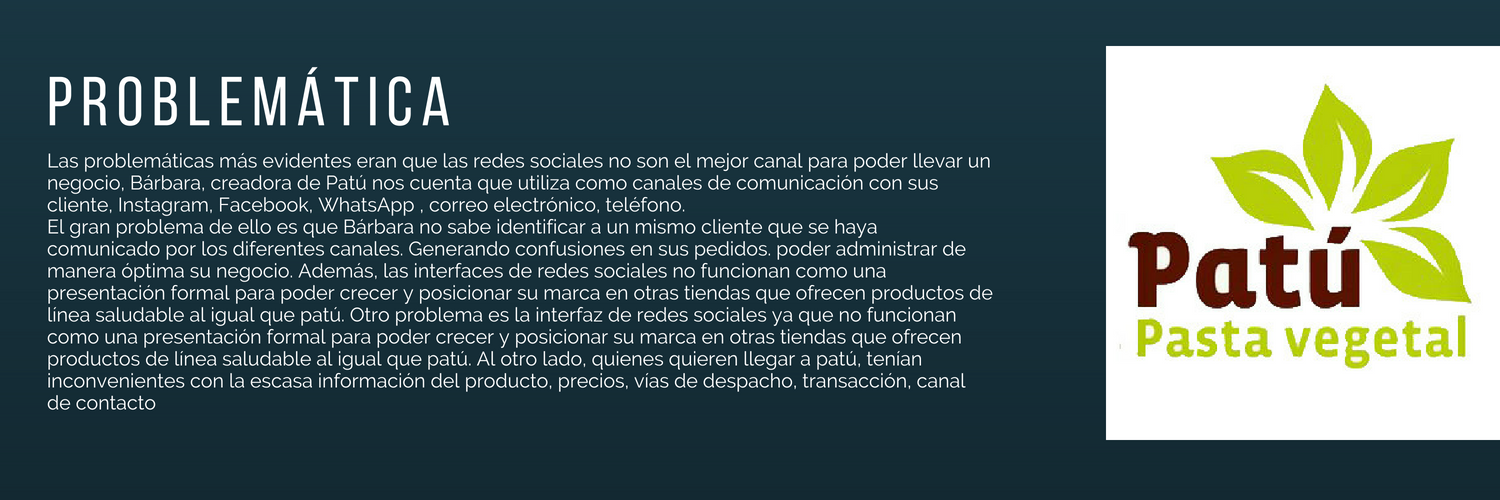 PROBLEMÁTICA
Las problemáticas más evidentes eran que las redes sociales no son el mejor canal para poder llevar un
negocio, Bárbara, creadora de Patú nos cuenta que utiliza como canales de comunicación con sus
cliente, Instagram, Facebook, WhatsApp , correo electrónico, teléfono.
El gran problema de ello es que Bárbara no sabe identificar a un mismo cliente que se haya
comunicado por los diferentes canales. Generando confusiones en sus pedidos. poder administrar de
manera óptima su negocio. Además, las interfaces de redes sociales no funcionan como una
presentación formal para poder crecer y posicionar su marca en otras tiendas que ofrecen productos de
línea saludable al igual que patú. Otro problema es la interfaz de redes sociales ya que no funcionan
como una presentación formal para poder crecer y posicionar su marca en otras tiendas que ofrecen
productos de línea saludable al igual que patú. Al otro lado, quienes quieren llegar a patú, tenían
inconvenientes con la escasa información del producto, precios, vías de despacho, transacción, canal
de contacto
Patú
Pasta vegetal